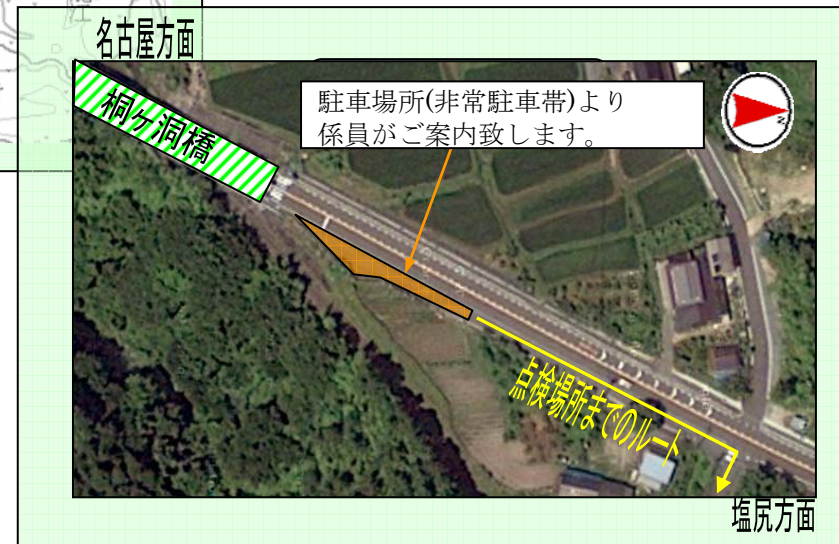 名古屋方面
桐ヶ洞橋
駐車場所(非常駐車帯)より
係員がご案内致します。
N
点検場所までのルート
塩尻方面